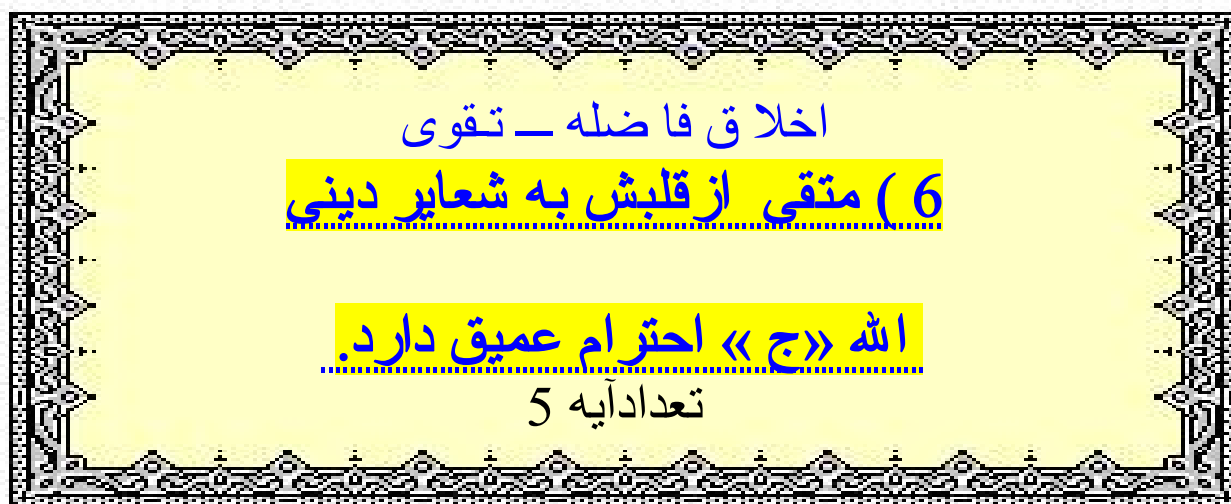 اخلا ق فا ضله – تقوی
6 ) متقی ازقلبش به شعایر دینی
الله «ج » احترام عمیق دارد.
تعدادآیه 5